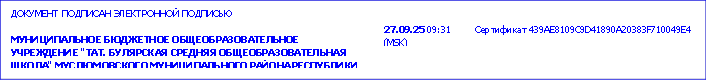 ДОКУМЕНТ ПОДПИСАН ЭЛЕКТРОННОЙ ПОДПИСЬЮ
27.09.25 09:31 Сертификат 439AE8109C9D41890A20383F710049E4
(MSK)
МУНИЦИПАЛЬНОЕ БЮДЖЕТНОЕ ОБЩЕОБРАЗОВАТЕЛЬНОЕ
УЧРЕЖДЕНИЕ "ТАТ. БУЛЯРСКАЯ СРЕДНЯЯ ОБЩЕОБРАЗОВАТЕЛЬНАЯ
ШКОЛА" МУСЛЮМОВСКОГО МУНИЦИПАЛЬНОГО РАЙОНА РЕСПУБЛИКИ